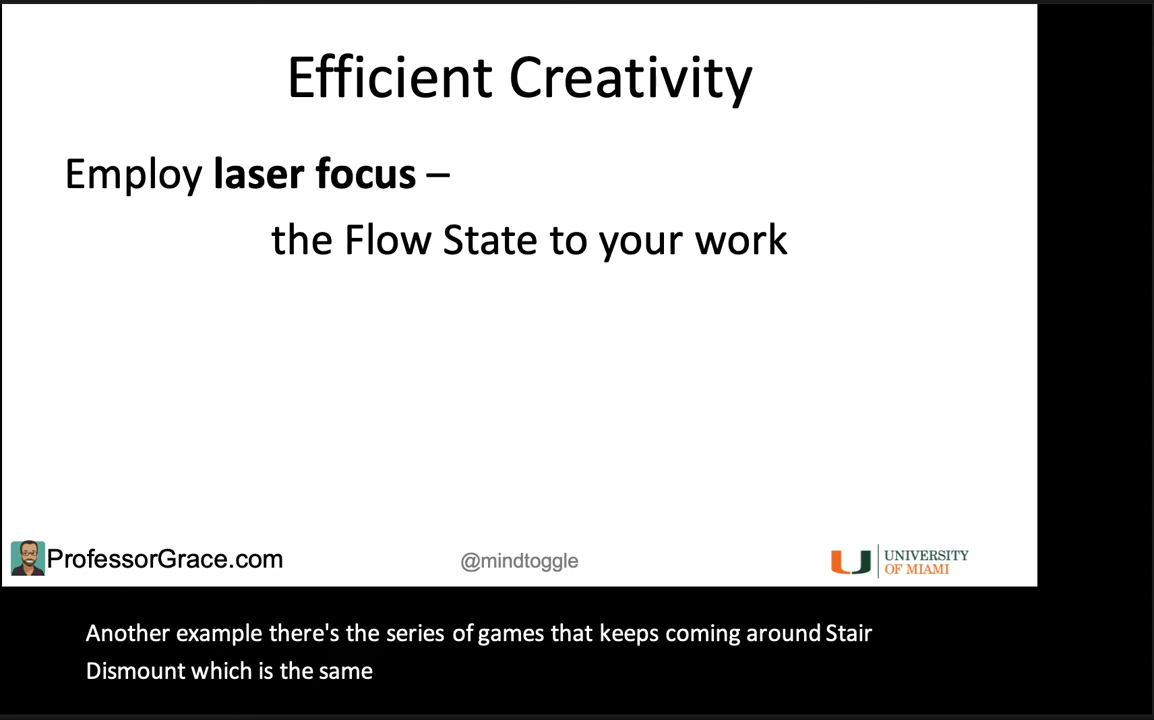 Efficient Creativity
Employ laser focus –
the Flow State to your work
ProfessorGrace.com
@mindtoggle
UNIVERSITY
OF MIAMI
Another example there's the series of games that keeps coming around Stair
Dismount which is the same